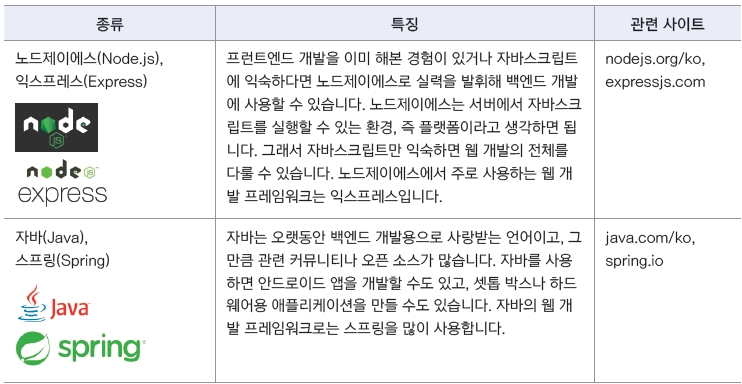 종류
특징
관련 사이트
노드제이에스(Node.js),
익스프레스(Express)
node
JS
node
JS
express
프런트엔드 개발을 이미 해본 경험이 있거나 자바스크립트
에 익숙하다면 노드제이에스로 실력을 발휘해 백엔드 개발
에 사용할 수 있습니다. 노드제이에스는 서버에서 자바스크
립트를 실행할 수 있는 환경, 즉 플랫폼이라고 생각하면 됩
니다. 그래서 자바스크립트만 익숙하면 웹 개발의 전체를
다룰 수 있습니다. 노드제이에스에서 주로 사용하는 웹 개
발 프레임워크는 익스프레스입니다.
nodejs.org/ko,
expressjs.com
자바(Java),
스프링(Spring)
Java
spring
자바는 오랫동안 백엔드 개발용으로 사랑받는 언어이고, 그
만큼 관련 커뮤니티나 오픈 소스가 많습니다. 자바를 사용
하면 안드로이드 앱을 개발할 수도 있고, 셋톱 박스나 하드
웨어용 애플리케이션을 만들 수도 있습니다. 자바의 웹 개
발 프레임워크로는 스프링을 많이 사용합니다.
java.com/ko,
spring.io